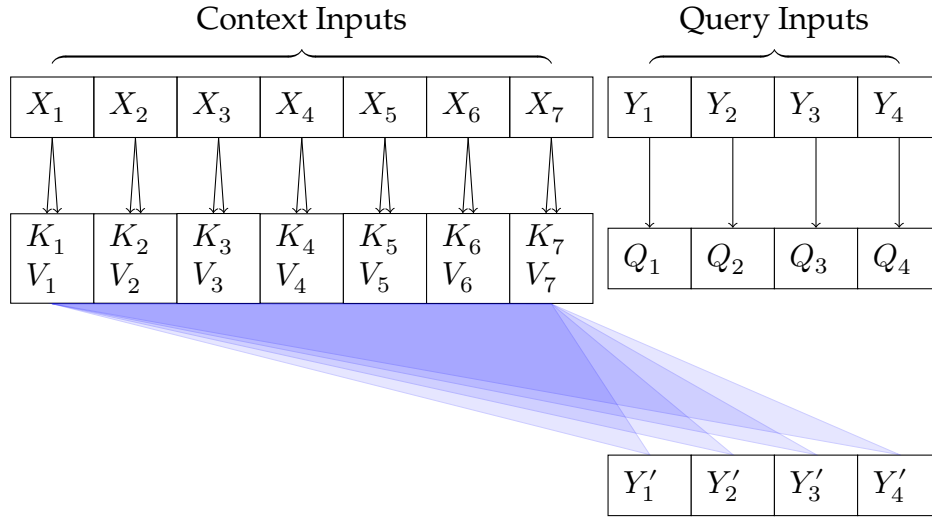 Context Inputs Query Inputs
X₁ X₂ X₃ X₄ X₅ X₆ X₇ Y₁ Y₂ Y₃ Y₄
K₁ K₂ K₃ K₄ K₅ K₆ K₇
V₁ V₂ V₃ V₄ V₅ V₆ V₇
Q₁ Q₂ Q₃ Q₄
Y′₁ Y′₂ Y′₃ Y′₄